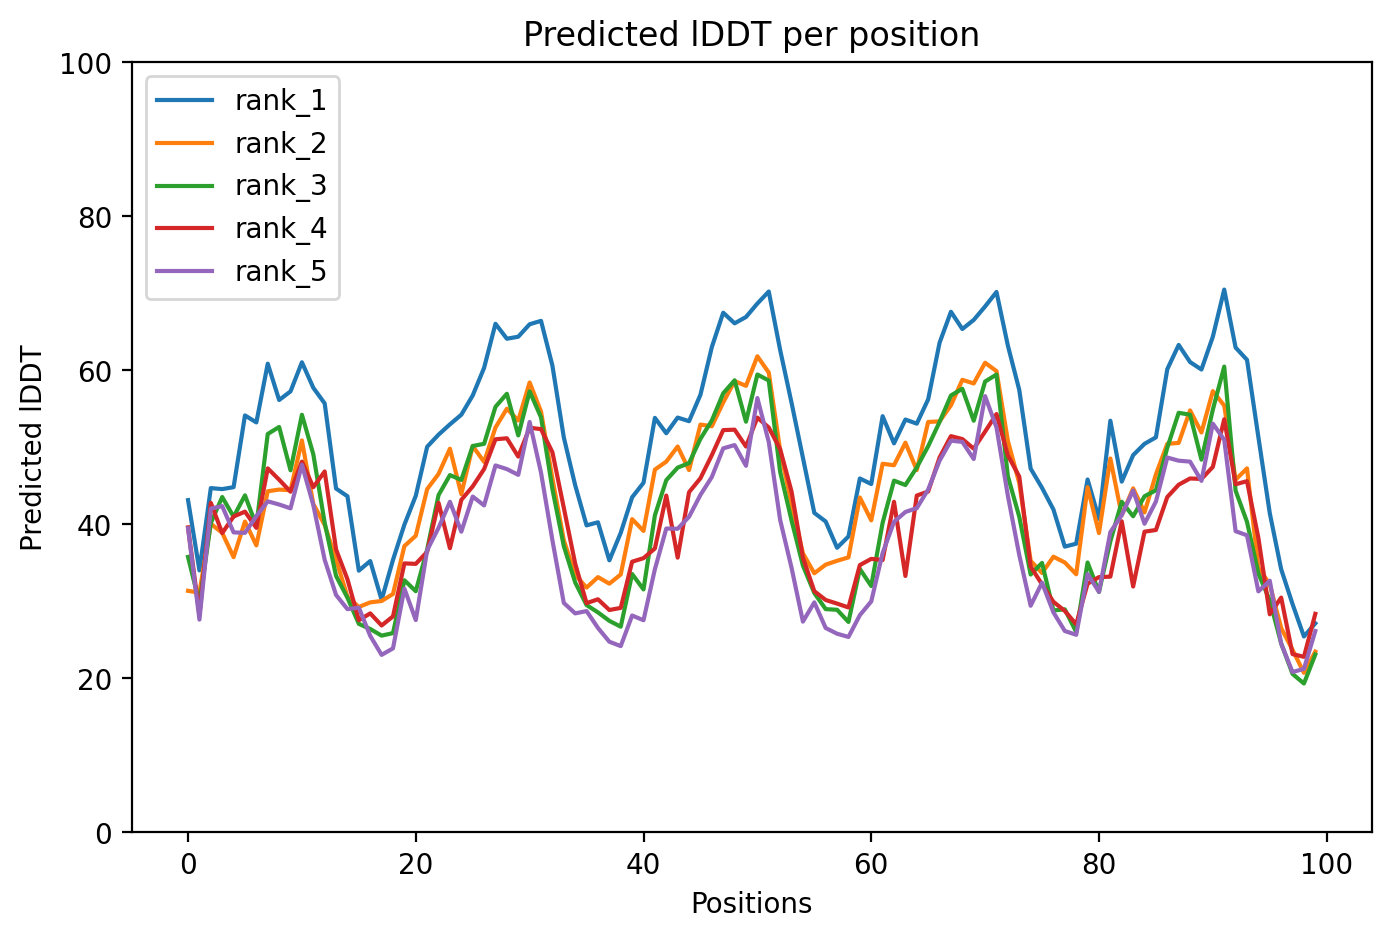 Predicted lDDT per position
100
80
60
40
20
0
Predicted lDDT
rank_1
rank_2
rank_3
rank_4
rank_5
0 20 40 60 80 100
Positions